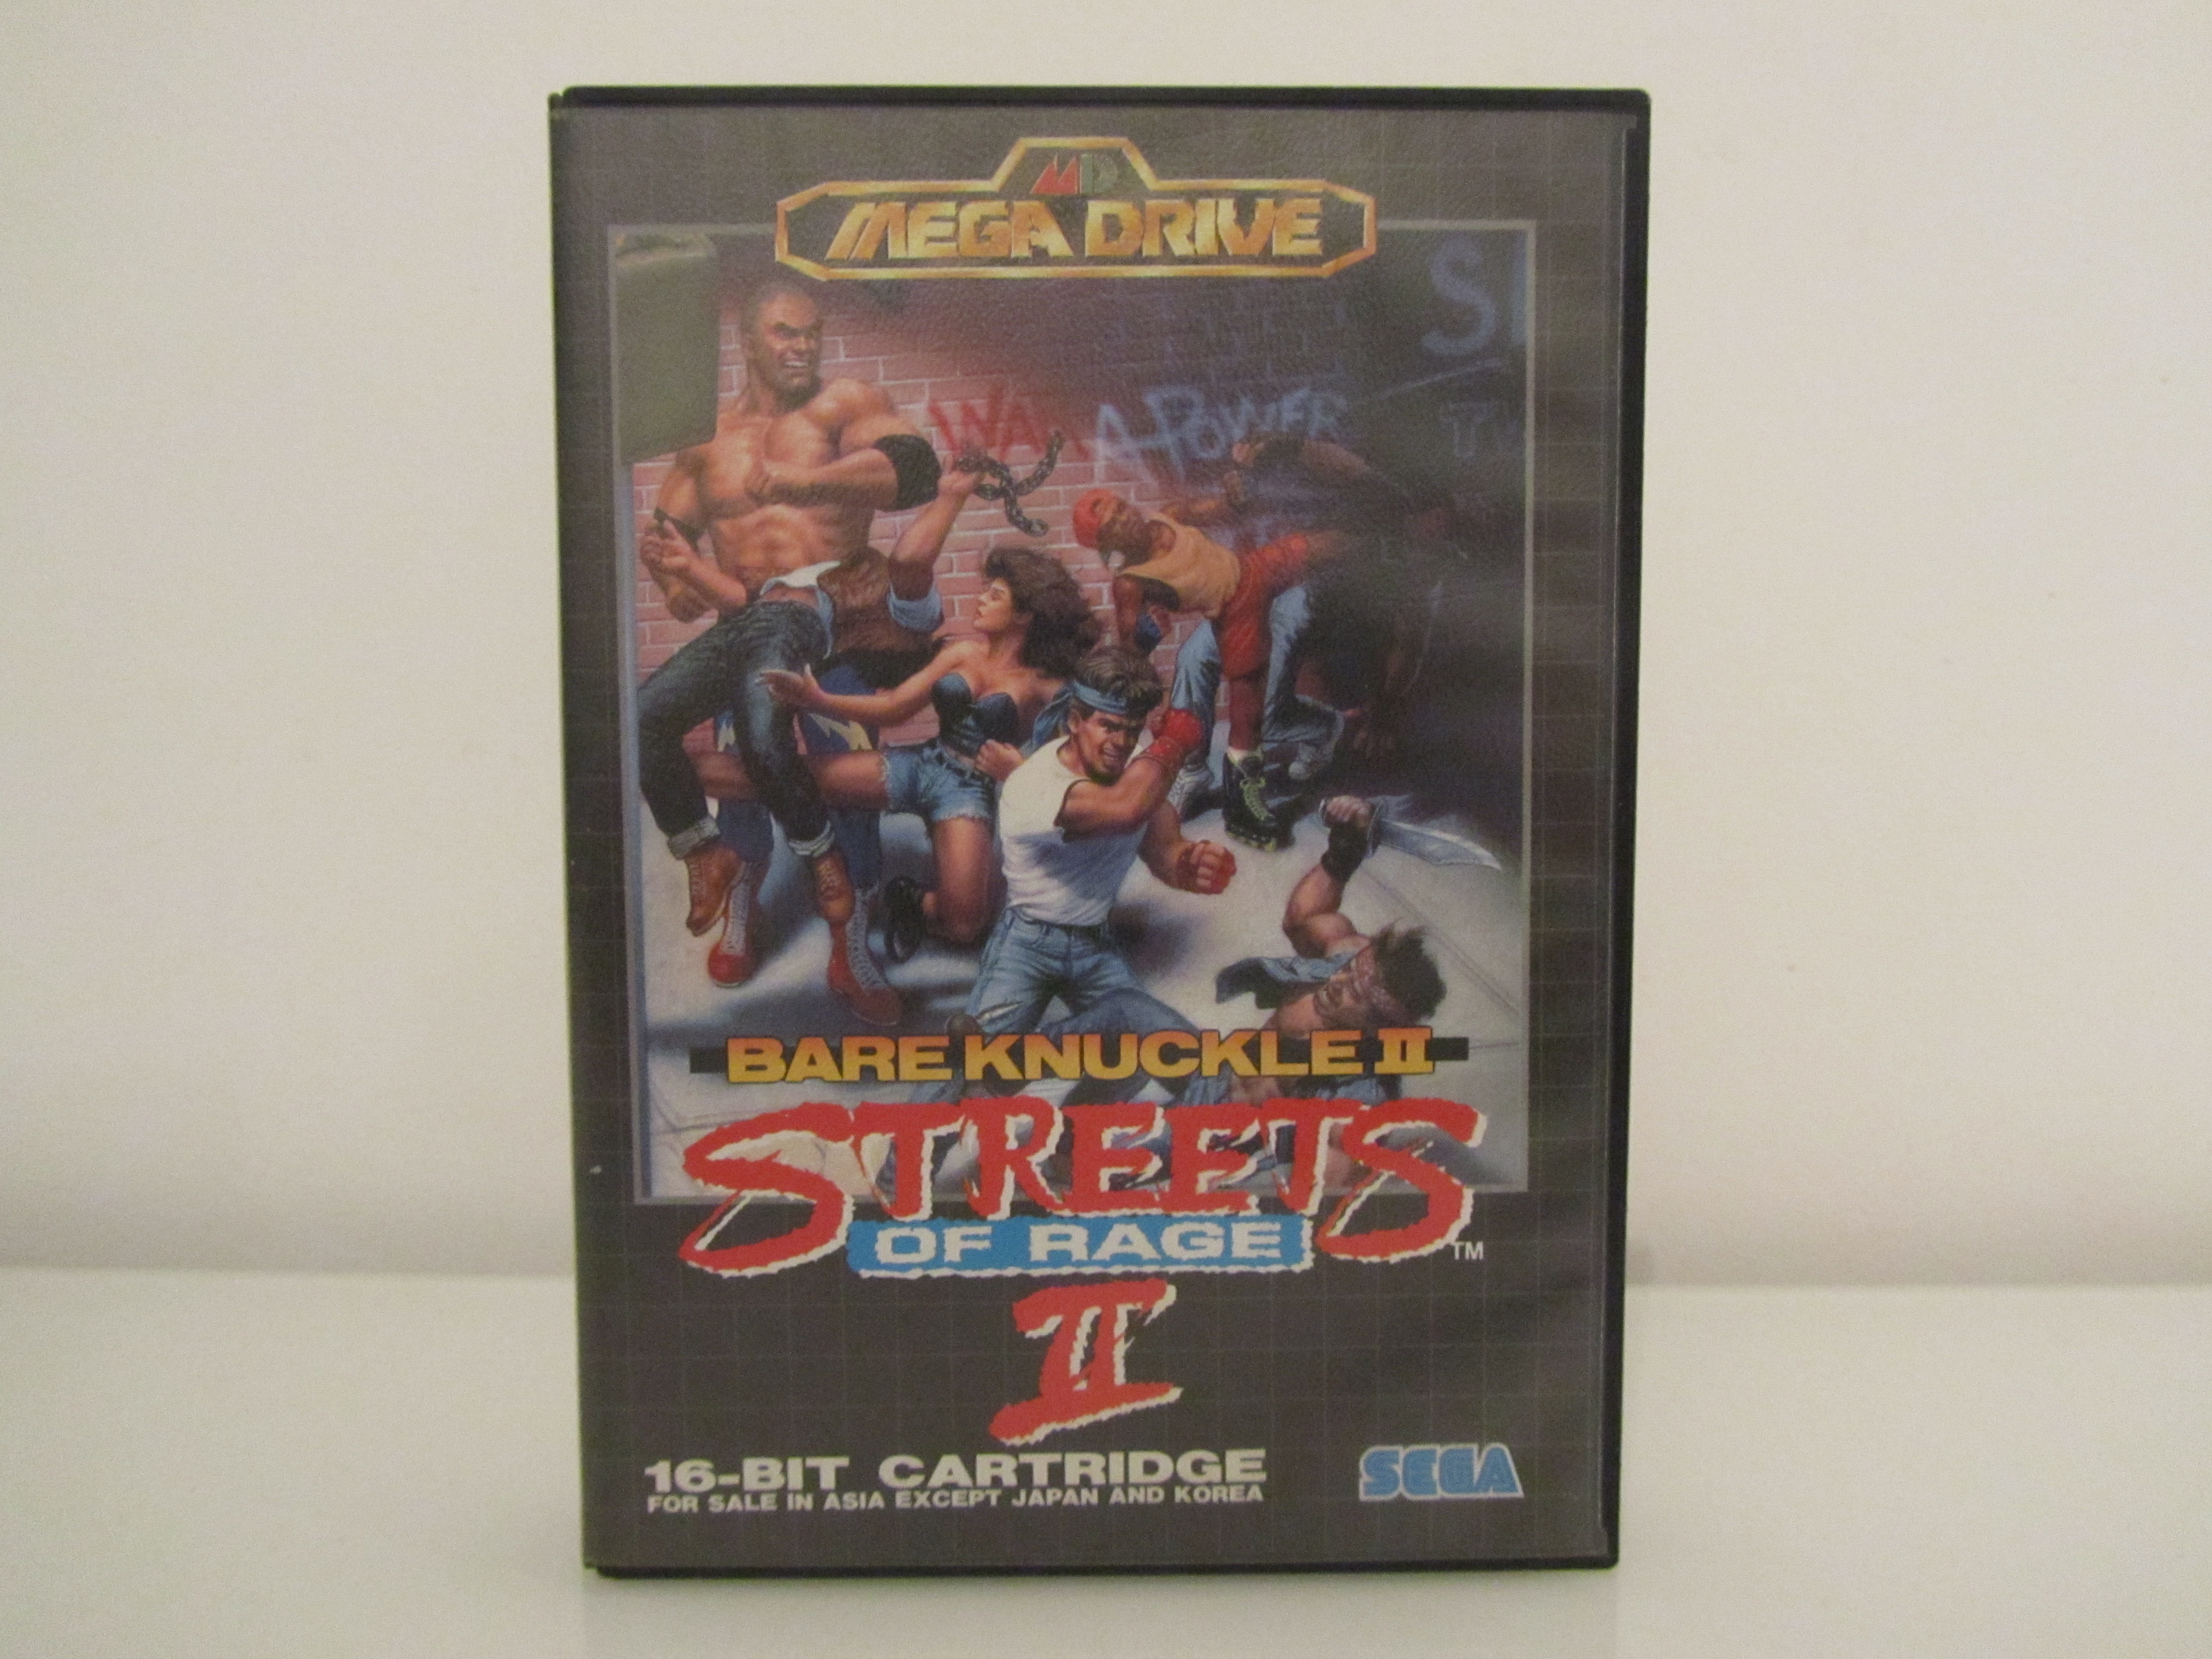 MD
MEGA DRIVE
A POWER
BARE KNUCKLE II
STREETS
OF RAGE
TM
II
16-BIT CARTRIDGE
FOR SALE IN ASIA EXCEPT JAPAN AND KOREA
SEGA